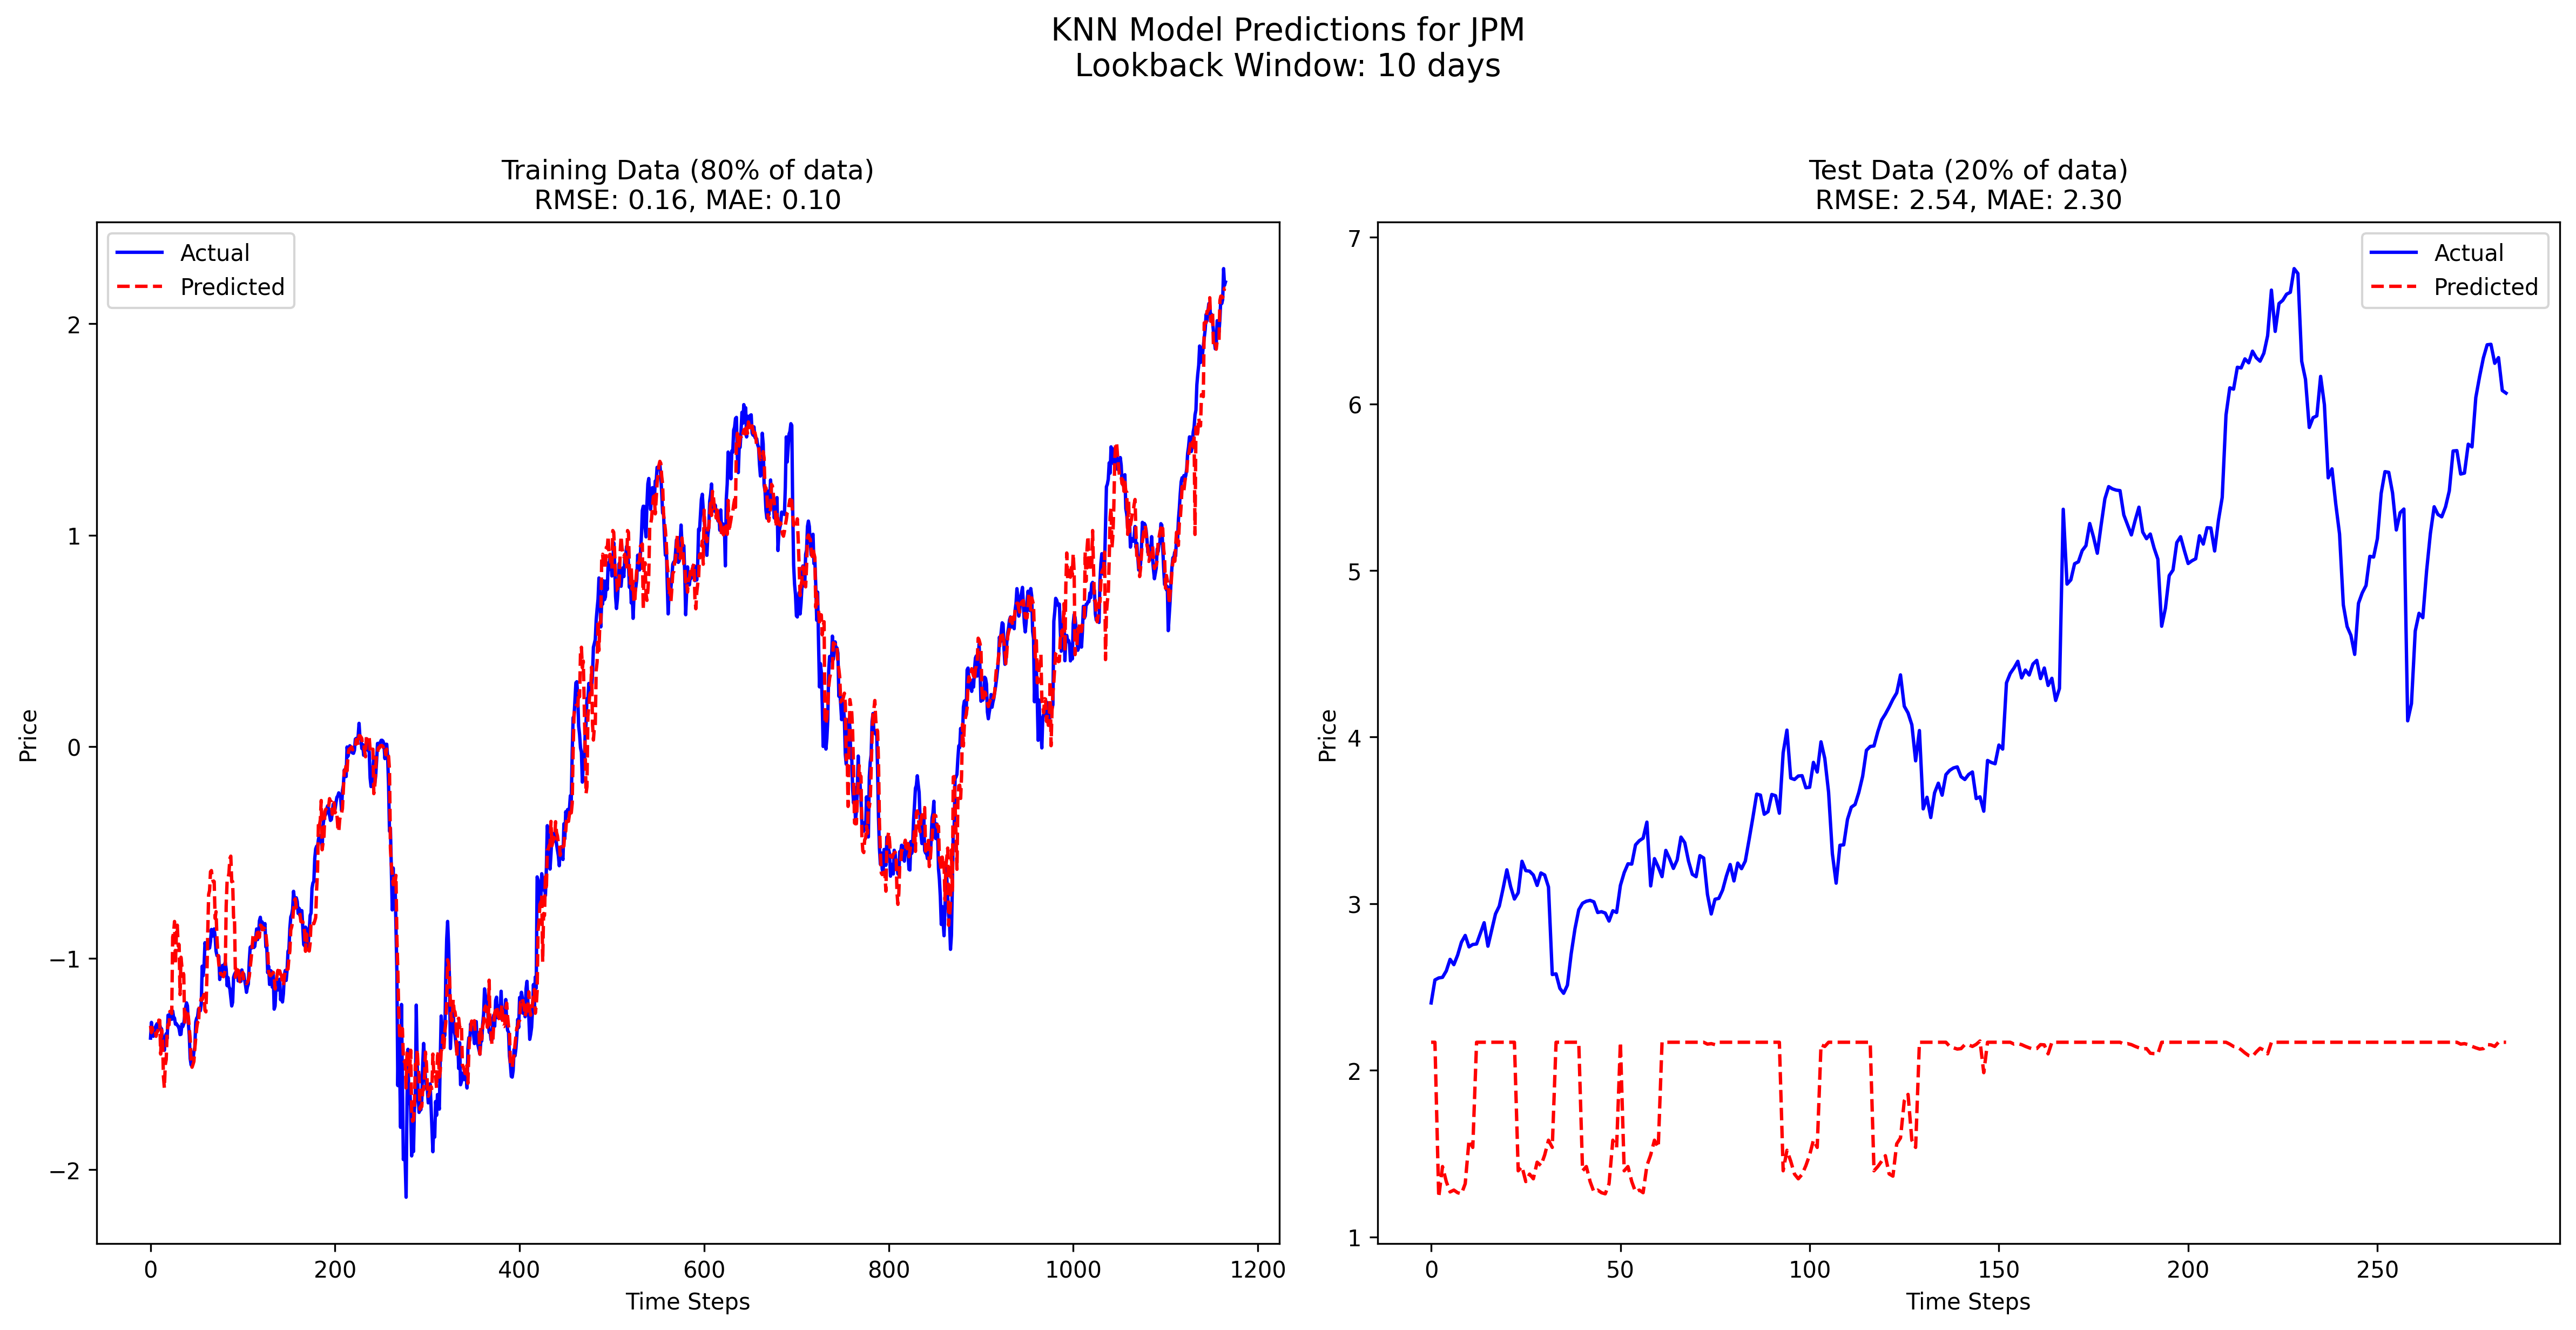 KNN Model Predictions for JPM
Lookback Window: 10 days
Training Data (80% of data)
RMSE: 0.16, MAE: 0.10
Actual
Predicted
2
1
0
−1
−2
Price
0
200
400
600
800
1000
1200
Time Steps
Test Data (20% of data)
RMSE: 2.54, MAE: 2.30
Actual
Predicted
7
6
5
4
3
2
1
Price
0
50
100
150
200
250
Time Steps